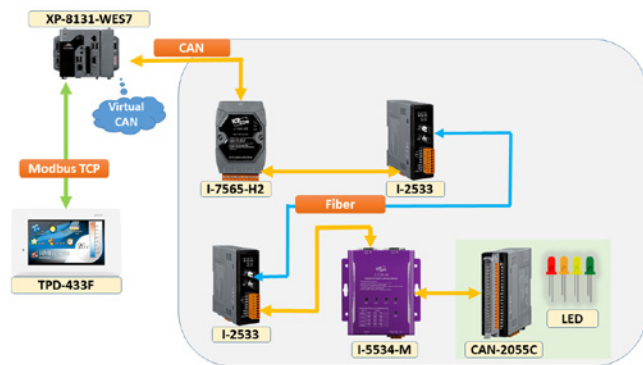 XP-8131-WES7
CAN
Virtual
CAN
Modbus TCP
I-7565-H2
I-2533
Fiber
TPD-433F
I-2533
I-5534-M
CAN-2055C
LED